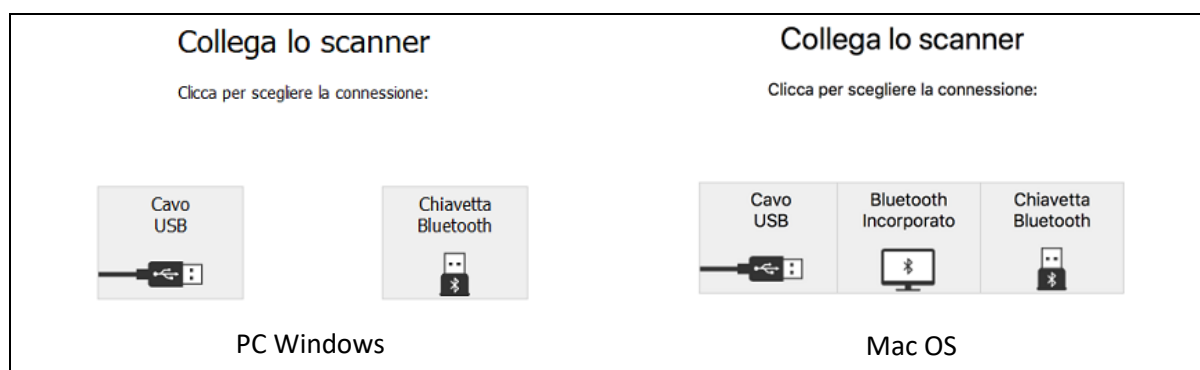 Collega lo scanner
Clicca per scegliere la connessione:
Cavo
USB
Chiavetta
Bluetooth
PC Windows
Collega lo scanner
Clicca per scegliere la connessione:
Cavo
USB
Bluetooth
Incorporato
Chiavetta
Bluetooth
Mac OS